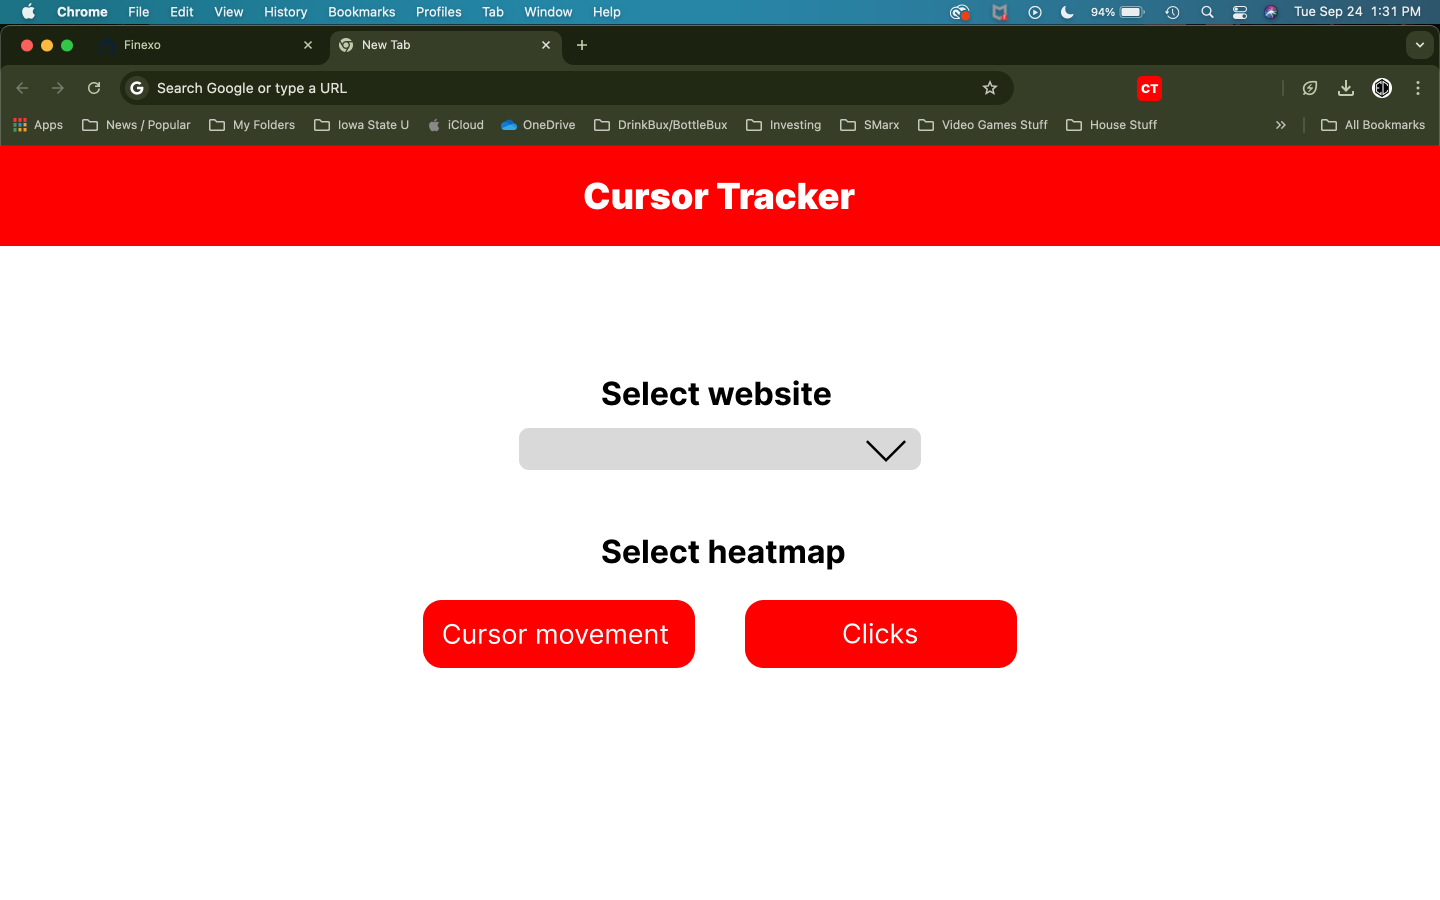 Chrome File Edit View History Bookmarks Profiles Tab Window Help 94% Tue Sep 24 1:31 PM
Finexo New Tab
G Search Google or type a URL CT
Apps News / Popular My Folders Iowa State U iCloud OneDrive DrinkBux/BottleBux Investing SMarx Video Games Stuff House Stuff » All Bookmarks
Cursor Tracker
Select website
Select heatmap
Cursor movement Clicks